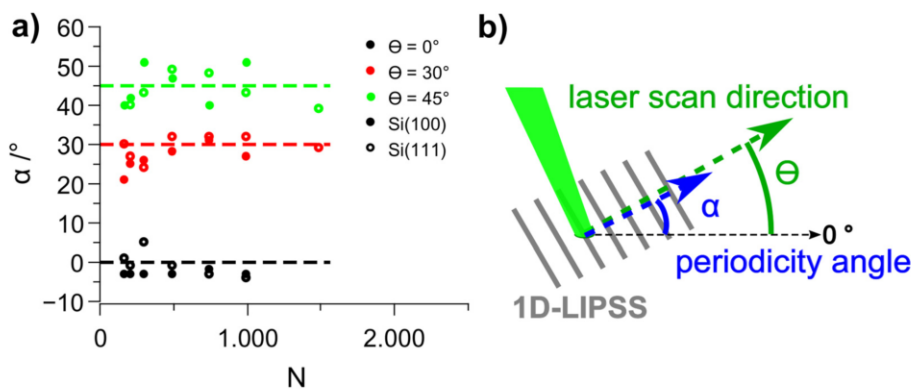 a)
60
50
40
30
20
10
0
−10
α /°
0
1.000
2.000
N
Ɵ = 0°
Ɵ = 30°
Ɵ = 45°
Si(100)
Si(111)
b)
laser scan direction
Ɵ
α
0 °
periodicity angle
1D-LIPSS